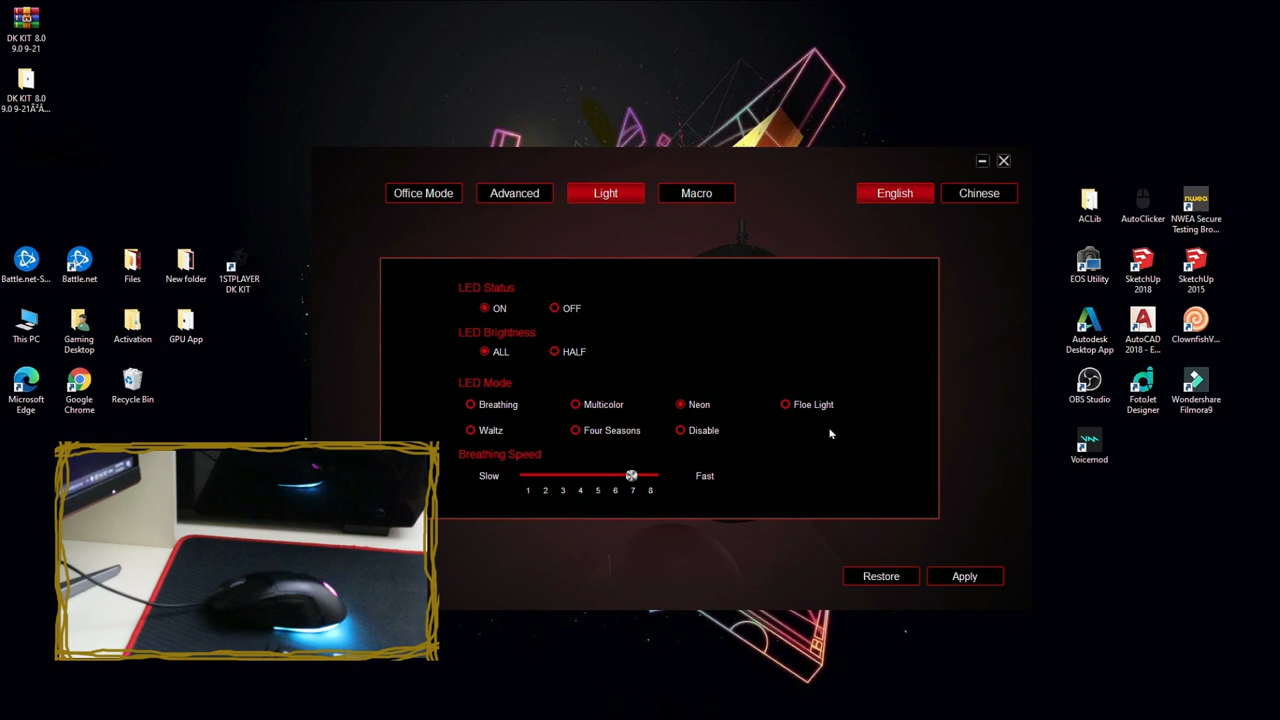 DK KIT 8.0
9.0 9-21
DK KIT 8.0
9.0 9-21Â²Â...
Office Mode
Advanced
Light
Macro
English
Chinese
LED Status
ON
OFF
LED Brightness
ALL
HALF
LED Mode
Breathing
Multicolor
Neon
Floe Light
Waltz
Four Seasons
Disable
Breathing Speed
Slow
Fast
1 2 3 4 5 6 7 8
Restore
Apply
Battle.net-S...
Battle.net
Files
New folder
1STPLAYER
DK KIT
This PC
Gaming
Desktop
Activation
GPU App
Microsoft
Edge
Google
Chrome
Recycle Bin
ACLib
AutoClicker
nwea
NWEA Secure
Testing Bro...
EOS Utility
SketchUp
2018
SketchUp
2015
Autodesk
Desktop App
AutoCAD
2018 - E...
ClownfishV...
OBS Studio
FotoJet
Designer
Wondershare
Filmora9
Voicemod